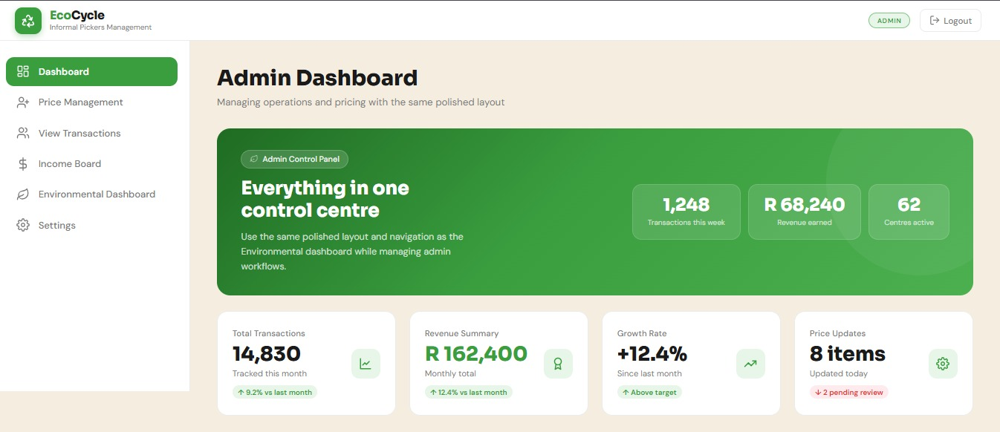 EcoCycle
Informal Pickers Management
ADMIN
Logout
Dashboard
Price Management
View Transactions
Income Board
Environmental Dashboard
Settings
Admin Dashboard
Managing operations and pricing with the same polished layout
Admin Control Panel
Everything in one
control centre
Use the same polished layout and navigation as the
Environmental dashboard while managing admin
workflows.
1,248
Transactions this week
R 68,240
Revenue earned
62
Centres active
Total Transactions
14,830
Tracked this month
↑ 9.2% vs last month
Revenue Summary
R 162,400
Monthly total
↑ 12.4% vs last month
Growth Rate
+12.4%
Since last month
↑ Above target
Price Updates
8 items
Updated today
↓ 2 pending review